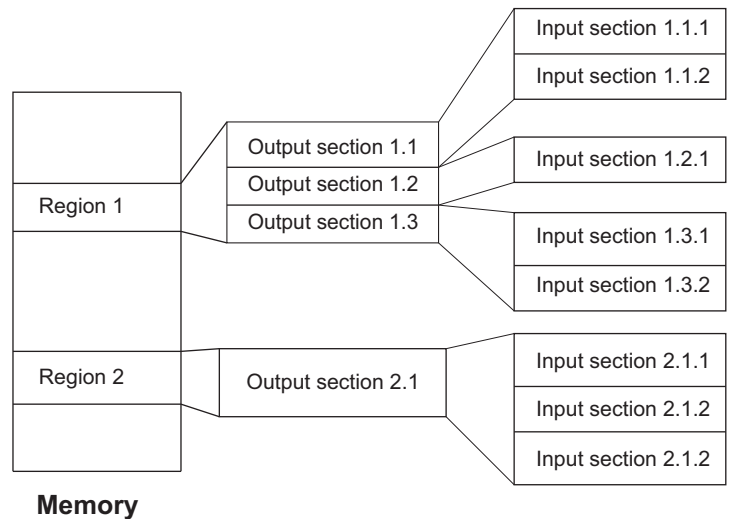 Input section 1.1.1
Input section 1.1.2
Output section 1.1
Input section 1.2.1
Output section 1.2
Region 1
Output section 1.3
Input section 1.3.1
Input section 1.3.2
Input section 2.1.1
Region 2
Output section 2.1
Input section 2.1.2
Input section 2.1.2
Memory